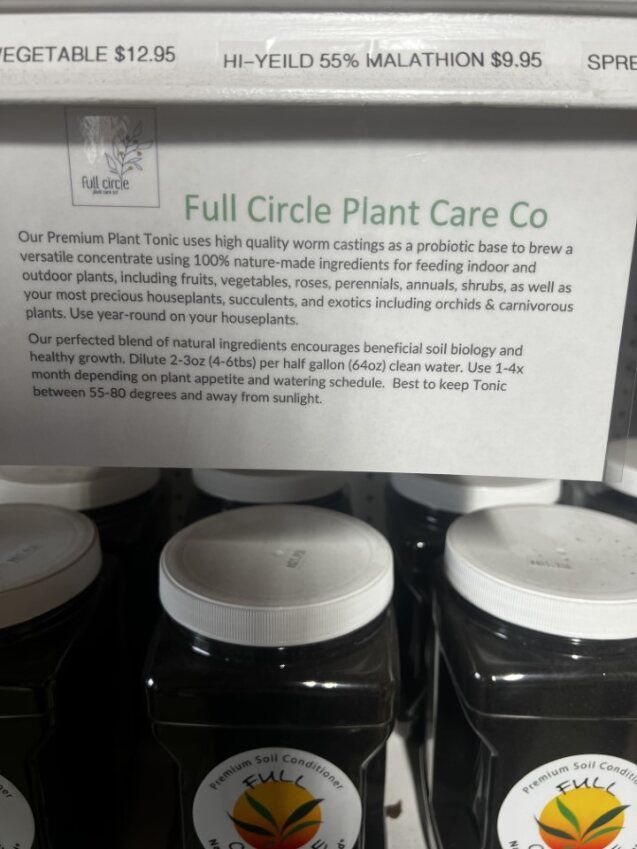 VEGETABLE $12.95
HI-YEILD 55% MALATHION $9.95
SPRE
Full circle
plant care co
Full Circle Plant Care Co
Our Premium Plant Tonic uses high quality worm castings as a probiotic base to brew a
versatile concentrate using 100% nature-made ingredients for feeding indoor and
outdoor plants, including fruits, vegetables, roses, perennials, annuals, shrubs, as well as
your most precious houseplants, succulents, and exotics including orchids & carnivorous
plants. Use year-round on your houseplants.
Our perfected blend of natural ingredients encourages beneficial soil biology and
healthy growth. Dilute 2-3oz (4-6tbs) per half gallon (64oz) clean water. Use 1-4x
month depending on plant appetite and watering schedule. Best to keep Tonic
between 55-80 degrees and away from sunlight.
Premium Soil Conditioner
FULL
Premium Soil Conditi
FULL